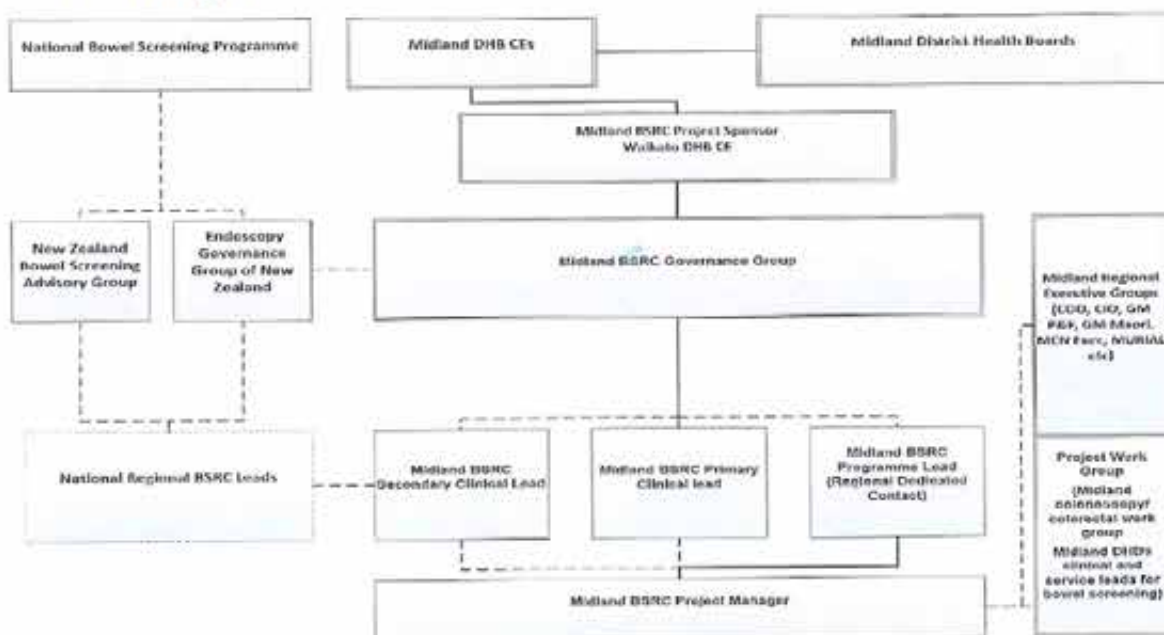 National Bowel Screening Programme
Midland DHB CEs
Midland District Health Boards
Midland BSRC Project Sponsor
Waikato DHB CE
New Zealand
Bowel Screening
Advisory Group
Endoscopy
Governance
Group of New
Zealand
Midland BSRC Governance Group
Midland Regional
Executive Groups
(COO, CIO, GM
P&F, GM Maori,
MCN Exec,
etc)
National Regional BSRC Leads
Midland BSRC
Secondary Clinical Lead
Midland BSRC Primary
Clinical lead
Midland BSRC
Programme Lead
(Regional Dedicated
Contact)
Project Work
Group
(Midland
colonoscopy/
colorectal work
group
Midland DHBs
clinical and
service leads for
bowel screening)
Midland BSRC Project Manager